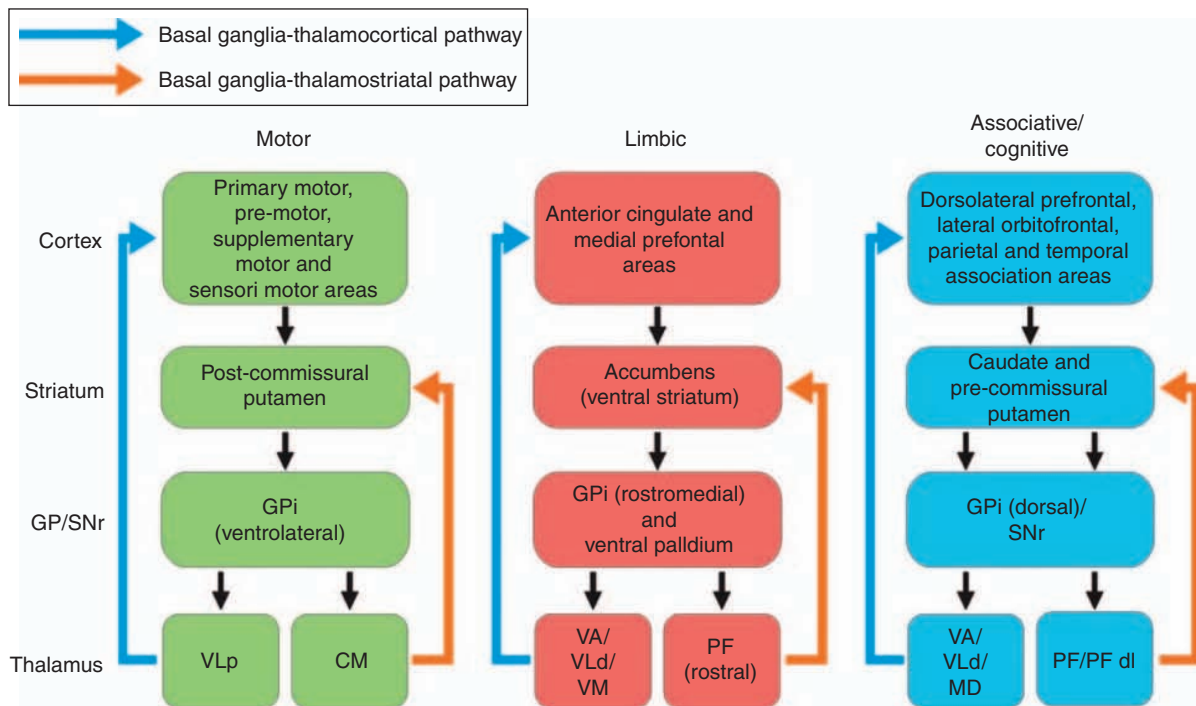 Basal ganglia-thalamocortical pathway
Basal ganglia-thalamostriatal pathway
Motor
Limbic
Associative/
cognitive
Cortex
Primary motor,
pre-motor,
supplementary
motor and
sensori motor areas
Anterior cingulate and
medial prefontal
areas
Dorsolateral prefrontal,
lateral orbitofrontal,
parietal and temporal
association areas
Striatum
Post-commissural
putamen
Accumbens
(ventral striatum)
Caudate and
pre-commissural
putamen
GP/SNr
GPi
(ventrolateral)
GPi (rostromedial)
and
ventral palldium
GPi (dorsal)/
SNr
Thalamus
VLp
CM
VA/
VLd/
VM
PF
(rostral)
VA/
VLd/
MD
PF/PF dl